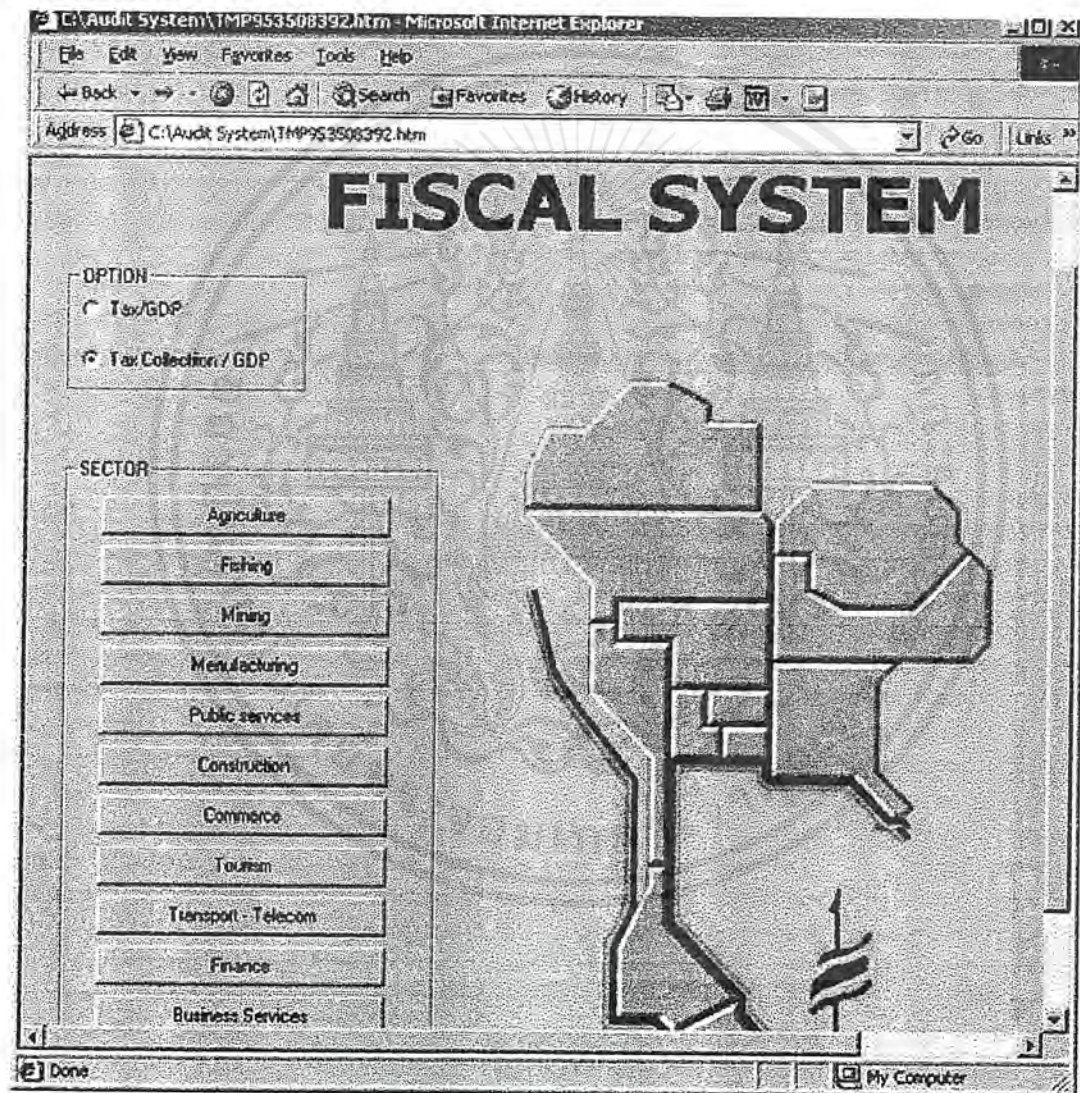 C:\Audit System\TMP953508392.htm - Microsoft Internet Explorer
File Edit View Favorites Tools Help
Back Search Favorites History
Address C:\Audit System\TMP953508392.htm Go Links »
FISCAL SYSTEM
OPTION
Tax/GDP
Tax Collection / GDP
SECTOR
Agriculture
Fishing
Mining
Manufacturing
Public services
Construction
Commerce
Tourism
Transport - Telecom
Finance
Business Services
Done My Computer